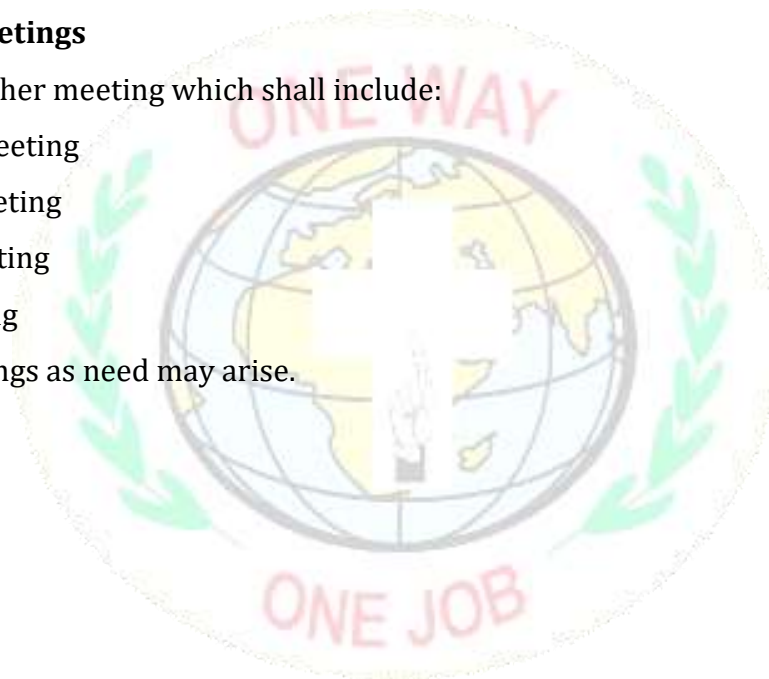 etings
her meeting which shall include:
eeting
eting
ting
g
ngs as need may arise.
ONE WAY
ONE JOB